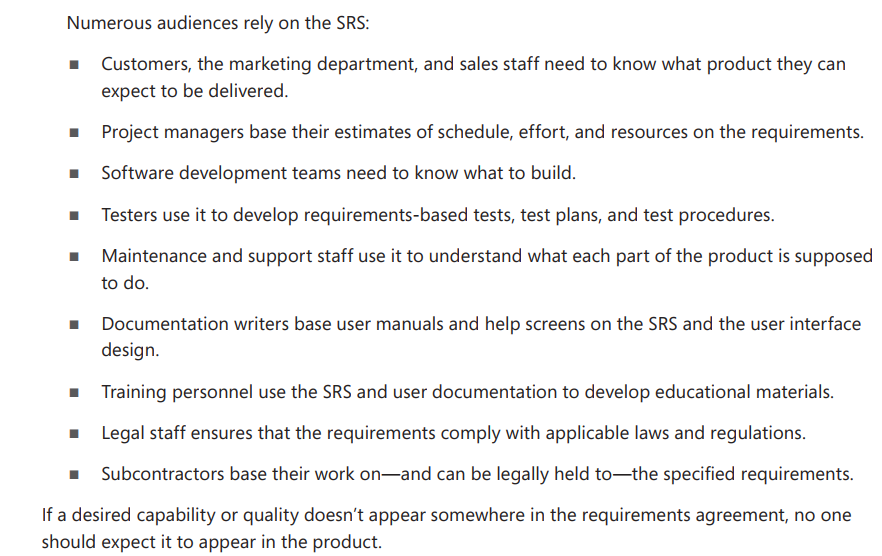 Numerous audiences rely on the SRS:
■ Customers, the marketing department, and sales staff need to know what product they can
expect to be delivered.
■ Project managers base their estimates of schedule, effort, and resources on the requirements.
■ Software development teams need to know what to build.
■ Testers use it to develop requirements-based tests, test plans, and test procedures.
■ Maintenance and support staff use it to understand what each part of the product is supposed
to do.
■ Documentation writers base user manuals and help screens on the SRS and the user interface
design.
■ Training personnel use the SRS and user documentation to develop educational materials.
■ Legal staff ensures that the requirements comply with applicable laws and regulations.
■ Subcontractors base their work on—and can be legally held to—the specified requirements.
If a desired capability or quality doesn’t appear somewhere in the requirements agreement, no one
should expect it to appear in the product.